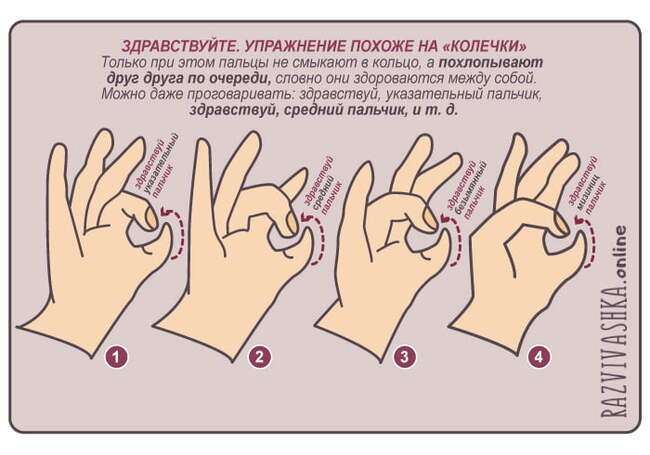 ЗДРАВСТВУЙТЕ. УПРАЖНЕНИЕ ПОХОЖЕ НА «КОЛЕЧКИ»
Только при этом пальцы не смыкают в кольцо, а похлопывают
друг друга по очереди, словно они здороваются между собой.
Можно даже проговаривать: здравствуй, указательный пальчик,
здравствуй, средний пальчик, и т. д.
здравствуй
указательный
пальчик
здравствуй
средний
пальчик
здравствуй
безымянный
пальчик
здравствуй
мизинец
пальчик
1
2
3
4
RAZVIVASHKA.online